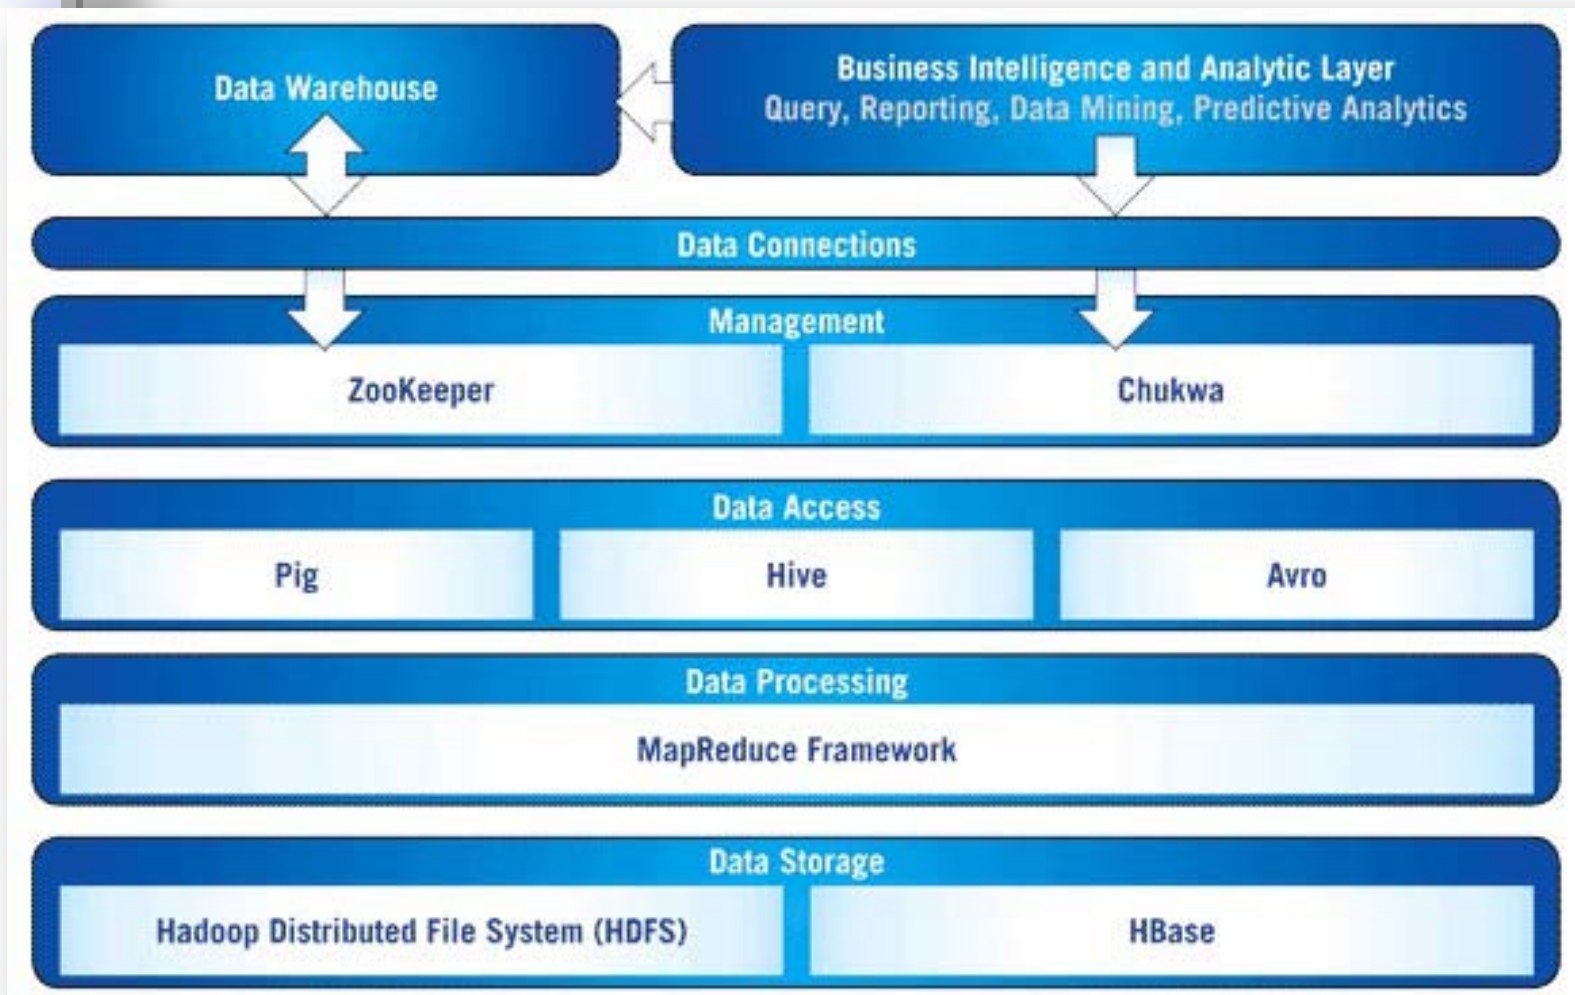 Data Warehouse
Business Intelligence and Analytic Layer
Query, Reporting, Data Mining, Predictive Analytics
Data Connections
Management
ZooKeeper
Chukwa
Data Access
Pig
Hive
Avro
Data Processing
MapReduce Framework
Data Storage
Hadoop Distributed File System (HDFS)
HBase